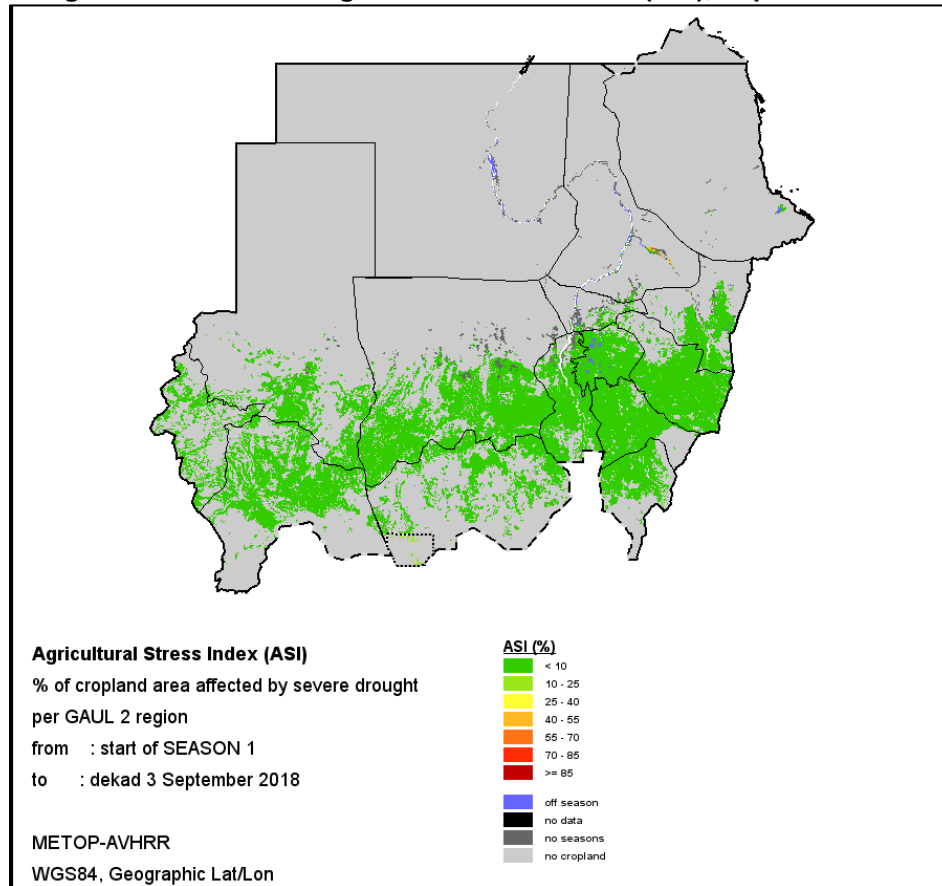 Agricultural Stress Index (ASI)
% of cropland area affected by severe drought
per GAUL 2 region
from : start of SEASON 1
to : dekad 3 September 2018
METOP-AVHRR
WGS84, Geographic Lat/Lon
ASI (%)
< 10
10 - 25
25 - 40
40 - 55
55 - 70
70 - 85
>= 85
off season
no data
no seasons
no cropland